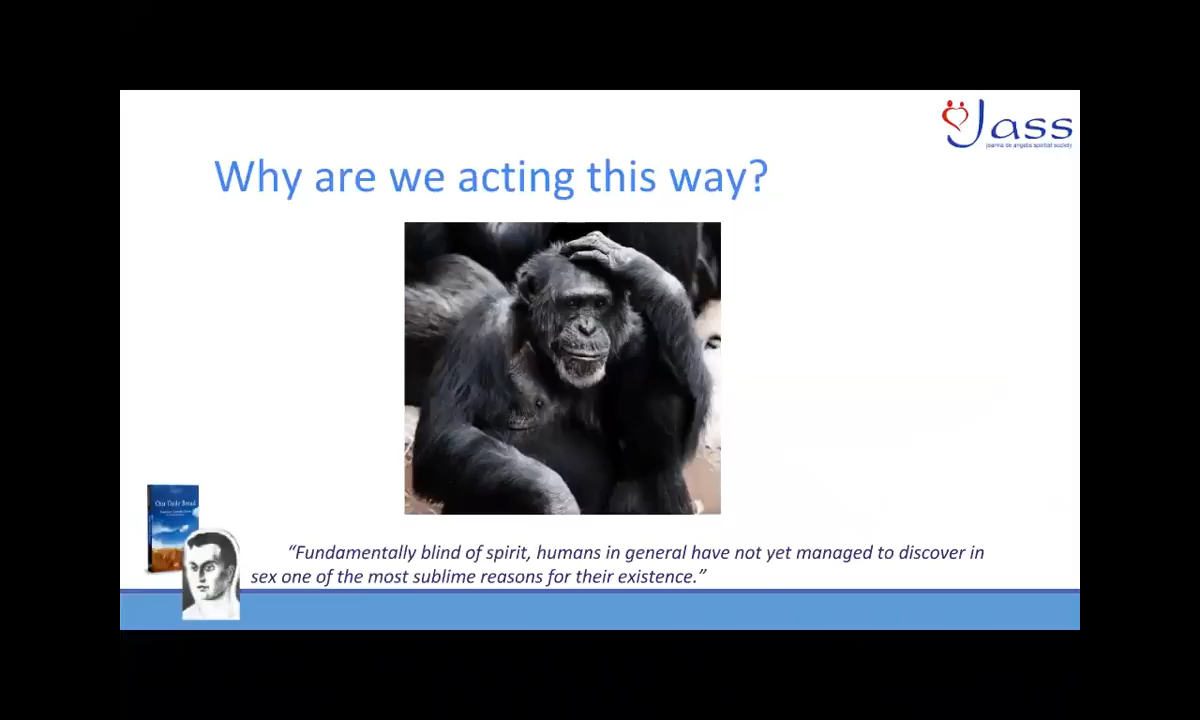 Jass
joanna de angelis spiritist society
Why are we acting this way?
Our Daily Bread
“Fundamentally blind of spirit, humans in general have not yet managed to discover in
sex one of the most sublime reasons for their existence.”